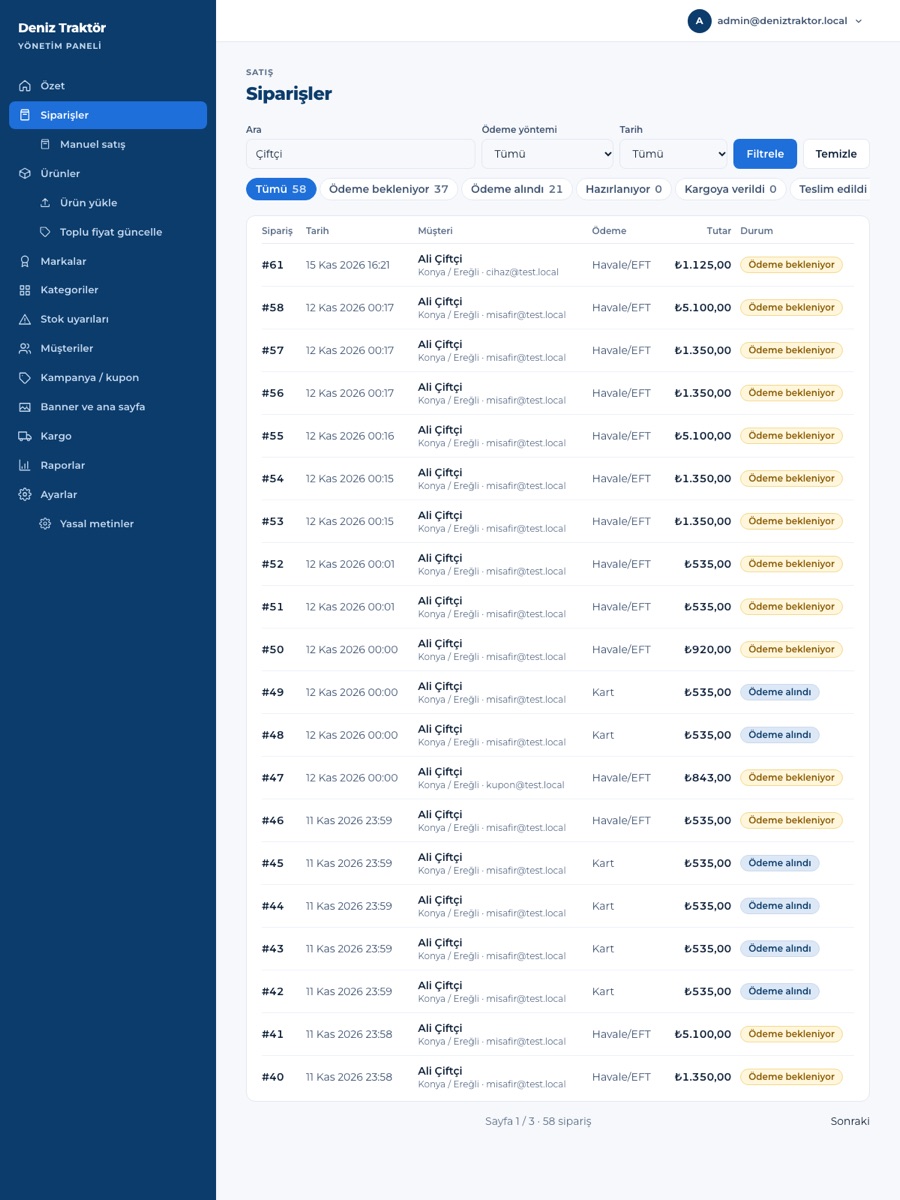 Deniz Traktör
YÖNETİM PANELİ
Özet
Siparişler
Manuel satış
Ürünler
Ürün yükle
Toplu fiyat güncelle
Markalar
Kategoriler
Stok uyarıları
Müşteriler
Kampanya / kupon
Banner ve ana sayfa
Kargo
Raporlar
Ayarlar
Yasal metinler
A admin@deniztraktor.local
SATIŞ
Siparişler
Ara Ödeme yöntemi Tarih
Çiftçi Tümü Tümü Filtrele Temizle
Tümü 58 Ödeme bekleniyor 37 Ödeme alındı 21 Hazırlanıyor 0 Kargoya verildi 0 Teslim edildi
Sipariş Tarih Müşteri Ödeme Tutar Durum
#61 15 Kas 2026 16:21 Ali Çiftçi Havale/EFT ₺1.125,00 Ödeme bekleniyor
Konya / Ereğli · cihaz@test.local
#58 12 Kas 2026 00:17 Ali Çiftçi Havale/EFT ₺5.100,00 Ödeme bekleniyor
Konya / Ereğli · misafir@test.local
#57 12 Kas 2026 00:17 Ali Çiftçi Havale/EFT ₺1.350,00 Ödeme bekleniyor
Konya / Ereğli · misafir@test.local
#56 12 Kas 2026 00:17 Ali Çiftçi Havale/EFT ₺1.350,00 Ödeme bekleniyor
Konya / Ereğli · misafir@test.local
#55 12 Kas 2026 00:16 Ali Çiftçi Havale/EFT ₺5.100,00 Ödeme bekleniyor
Konya / Ereğli · misafir@test.local
#54 12 Kas 2026 00:15 Ali Çiftçi Havale/EFT ₺1.350,00 Ödeme bekleniyor
Konya / Ereğli · misafir@test.local
#53 12 Kas 2026 00:15 Ali Çiftçi Havale/EFT ₺1.350,00 Ödeme bekleniyor
Konya / Ereğli · misafir@test.local
#52 12 Kas 2026 00:01 Ali Çiftçi Havale/EFT ₺535,00 Ödeme bekleniyor
Konya / Ereğli · misafir@test.local
#51 12 Kas 2026 00:01 Ali Çiftçi Havale/EFT ₺535,00 Ödeme bekleniyor
Konya / Ereğli · misafir@test.local
#50 12 Kas 2026 00:00 Ali Çiftçi Havale/EFT ₺920,00 Ödeme bekleniyor
Konya / Ereğli · misafir@test.local
#49 12 Kas 2026 00:00 Ali Çiftçi Kart ₺535,00 Ödeme alındı
Konya / Ereğli · misafir@test.local
#48 12 Kas 2026 00:00 Ali Çiftçi Kart ₺535,00 Ödeme alındı
Konya / Ereğli · misafir@test.local
#47 12 Kas 2026 00:00 Ali Çiftçi Havale/EFT ₺843,00 Ödeme bekleniyor
Konya / Ereğli · kupon@test.local
#46 11 Kas 2026 23:59 Ali Çiftçi Havale/EFT ₺535,00 Ödeme bekleniyor
Konya / Ereğli · misafir@test.local
#45 11 Kas 2026 23:59 Ali Çiftçi Kart ₺535,00 Ödeme alındı
Konya / Ereğli · misafir@test.local
#44 11 Kas 2026 23:59 Ali Çiftçi Kart ₺535,00 Ödeme alındı
Konya / Ereğli · misafir@test.local
#43 11 Kas 2026 23:59 Ali Çiftçi Kart ₺535,00 Ödeme alındı
Konya / Ereğli · misafir@test.local
#42 11 Kas 2026 23:59 Ali Çiftçi Kart ₺535,00 Ödeme alındı
Konya / Ereğli · misafir@test.local
#41 11 Kas 2026 23:58 Ali Çiftçi Havale/EFT ₺5.100,00 Ödeme bekleniyor
Konya / Ereğli · misafir@test.local
#40 11 Kas 2026 23:58 Ali Çiftçi Havale/EFT ₺1.350,00 Ödeme bekleniyor
Konya / Ereğli · misafir@test.local
Sayfa 1 / 3 · 58 sipariş Sonraki